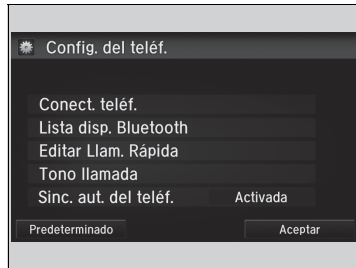 Config. del teléf.
Conect. teléf.
Lista disp. Bluetooth
Editar Llam. Rápida
Tono llamada
Sinc. aut. del teléf. Activada
Predeterminado Aceptar